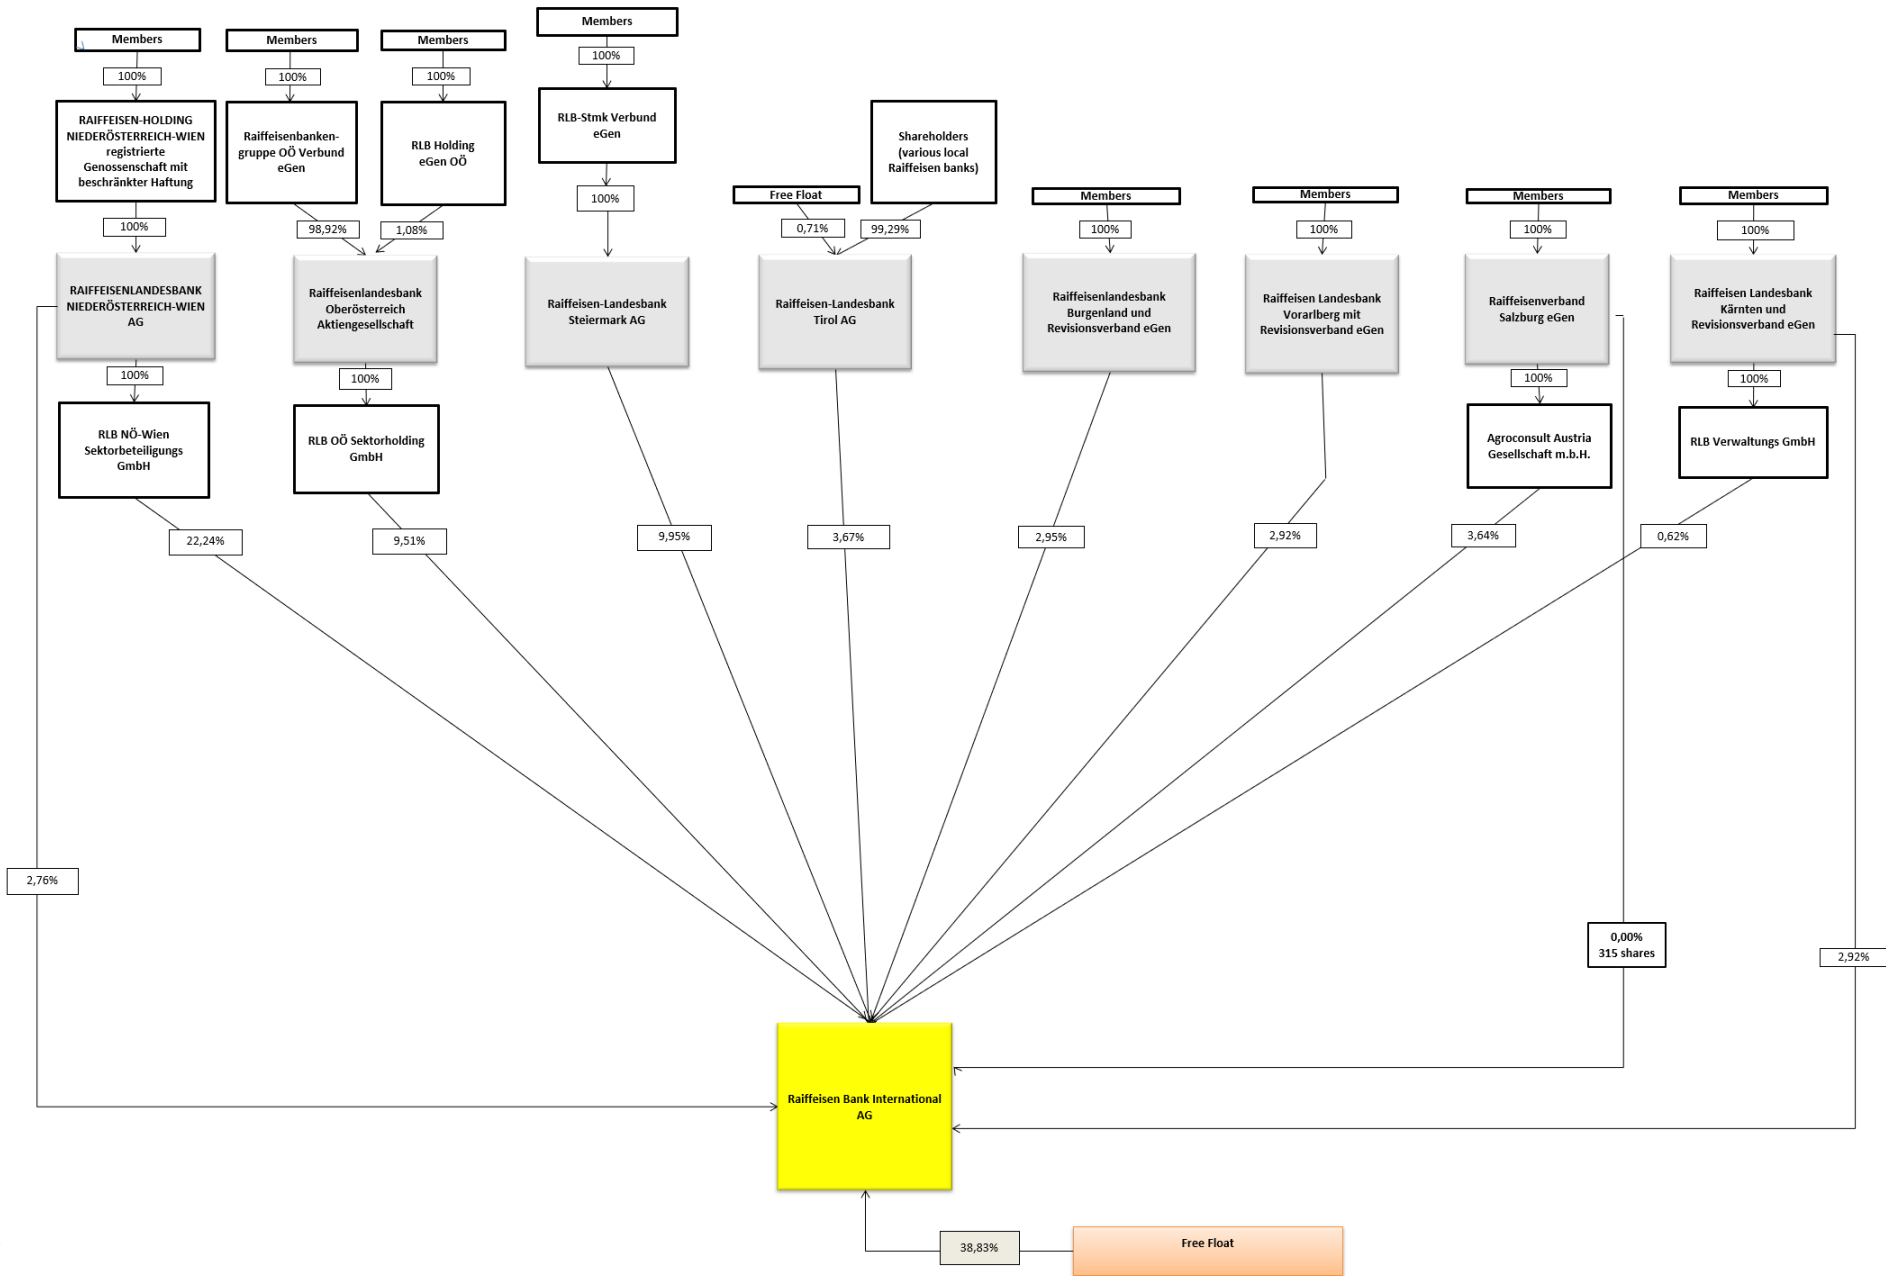 Members
Members
Members
Members
100%
100%
100%
100%
RAIFFEISEN-HOLDING
NIEDERÖSTERREICH-WIEN
registrierte
Genossenschaft mit
beschränkter Haftung
Raiffeisenbanken-
gruppe OÖ Verbund
eGen
RLB Holding
eGen OÖ
RLB-Stmk Verbund
eGen
Shareholders
(various local
Raiffeisen banks)
Free Float
Members
Members
Members
Members
100%
98,92%
1,08%
100%
0,71%
99,29%
100%
100%
100%
100%
RAIFFEISENLANDESBANK
NIEDERÖSTERREICH-WIEN
AG
Raiffeisenlandesbank
Oberösterreich
Aktiengesellschaft
Raiffeisen-Landesbank
Steiermark AG
Raiffeisen-Landesbank
Tirol AG
Raiffeisenlandesbank
Burgenland und
Revisionsverband eGen
Raiffeisen Landesbank
Vorarlberg mit
Revisionsverband eGen
Raiffeisenverband
Salzburg eGen
Raiffeisen Landesbank
Kärnten und
Revisionsverband eGen
100%
100%
100%
100%
RLB NÖ-Wien
Sektorbeteiligungs
GmbH
RLB OÖ Sektorholding
GmbH
Agroconsult Austria
Gesellschaft m.b.H.
RLB Verwaltungs GmbH
22,24%
9,51%
9,95%
3,67%
2,95%
2,92%
3,64%
0,62%
2,76%
0,00%
315 shares
2,92%
Raiffeisen Bank International
AG
38,83%
Free Float